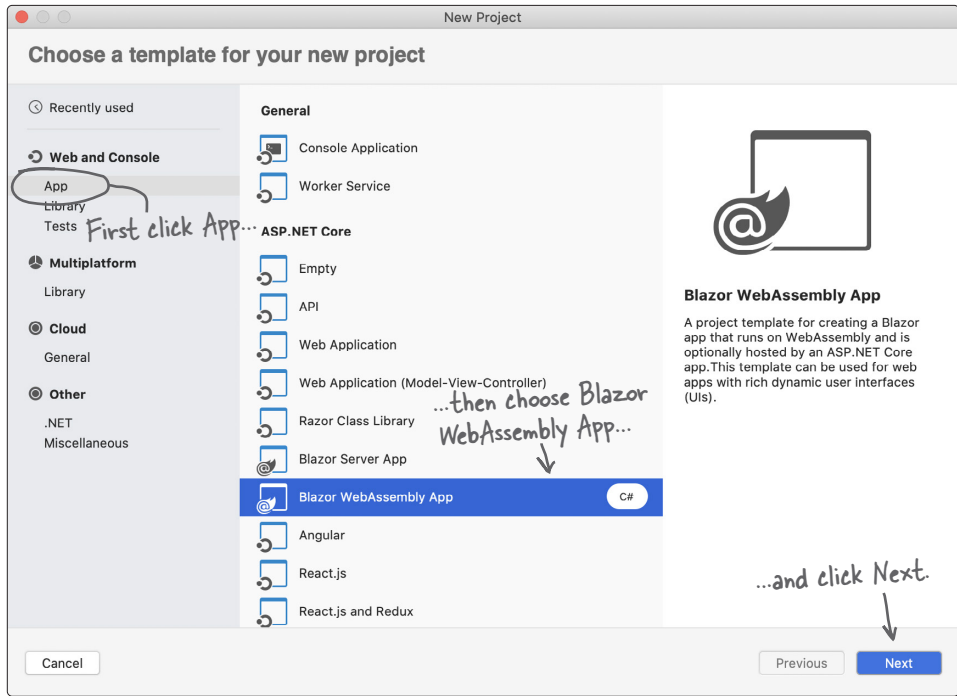 New Project
Choose a template for your new project
Recently used
Web and Console
App
Library
Tests
First click App...
Multiplatform
Library
Cloud
General
Other
.NET
Miscellaneous
General
Console Application
Worker Service
ASP.NET Core
Empty
API
Web Application
Web Application (Model-View-Controller)
...then choose Blazor
WebAssembly App...
Razor Class Library
Blazor Server App
Blazor WebAssembly App
C#
Angular
React.js
React.js and Redux
@
Blazor WebAssembly App
A project template for creating a Blazor
app that runs on WebAssembly and is
optionally hosted by an ASP.NET Core
app.This template can be used for web
apps with rich dynamic user interfaces
(UIs).
...and click Next.
Cancel
Previous
Next